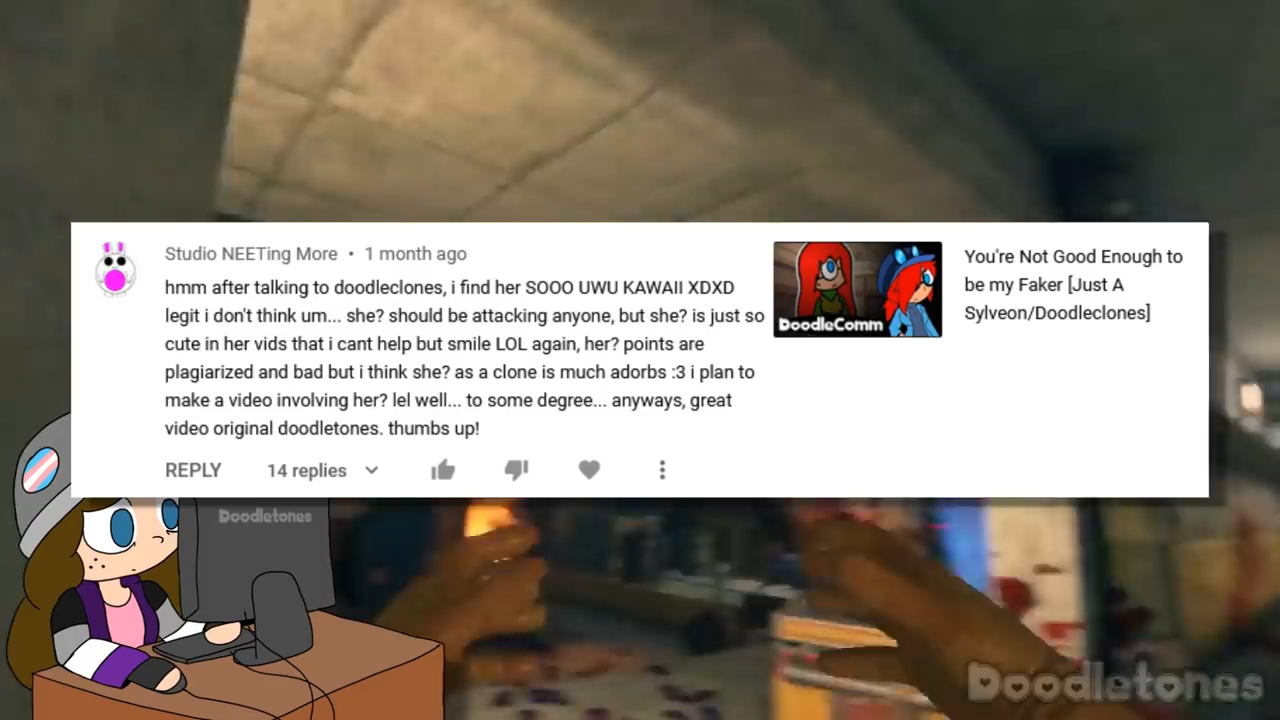 Studio NEETing More • 1 month ago
hmm after talking to doodleclones, i find her SOOO UWU KAWAII XDXD
legit i don't think um... she? should be attacking anyone, but she? is just so
cute in her vids that i cant help but smile LOL again, her? points are
plagiarized and bad but i think she? as a clone is much adorbs :3 i plan to
make a video involving her? lel well... to some degree... anyways, great
video original doodletones. thumbs up!
REPLY 14 replies
DoodleComm
You're Not Good Enough to
be my Faker [Just A
Sylveon/Doodleclones]
Doodletones
Doodletones